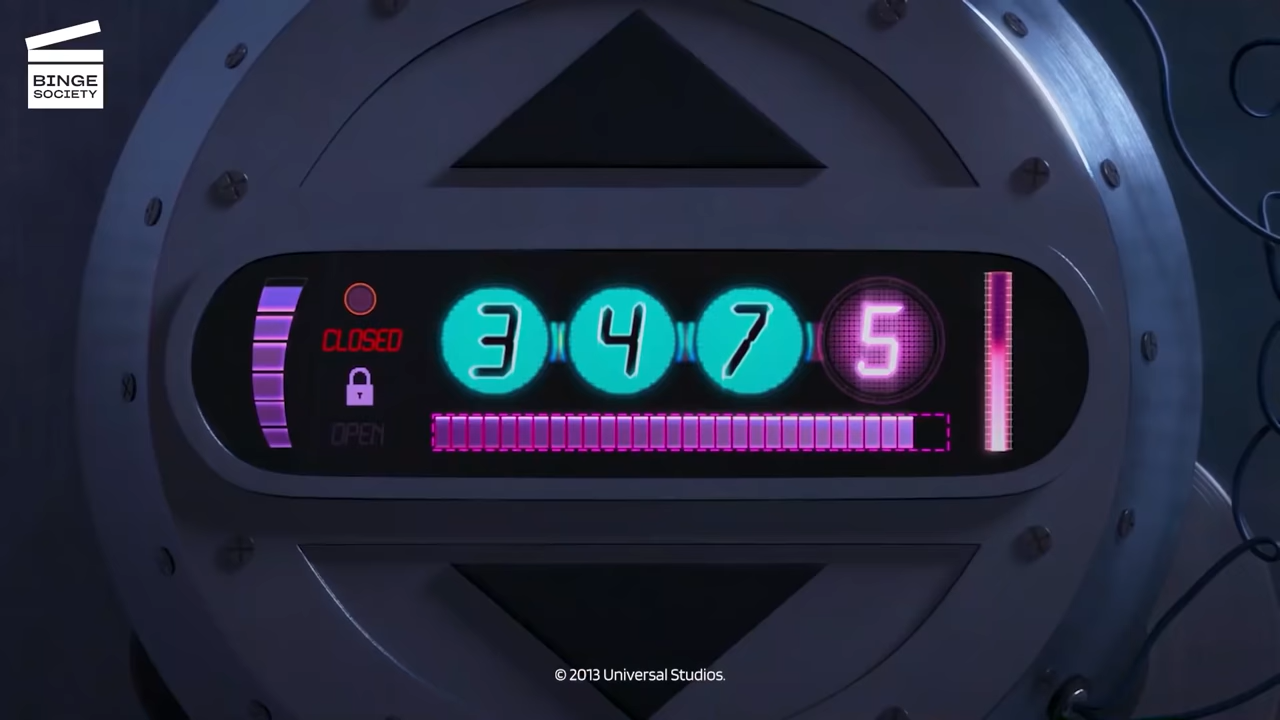 BINGE
SOCIETY
CLOSED
OPEN
3 4 7 5
© 2013 Universal Studios.